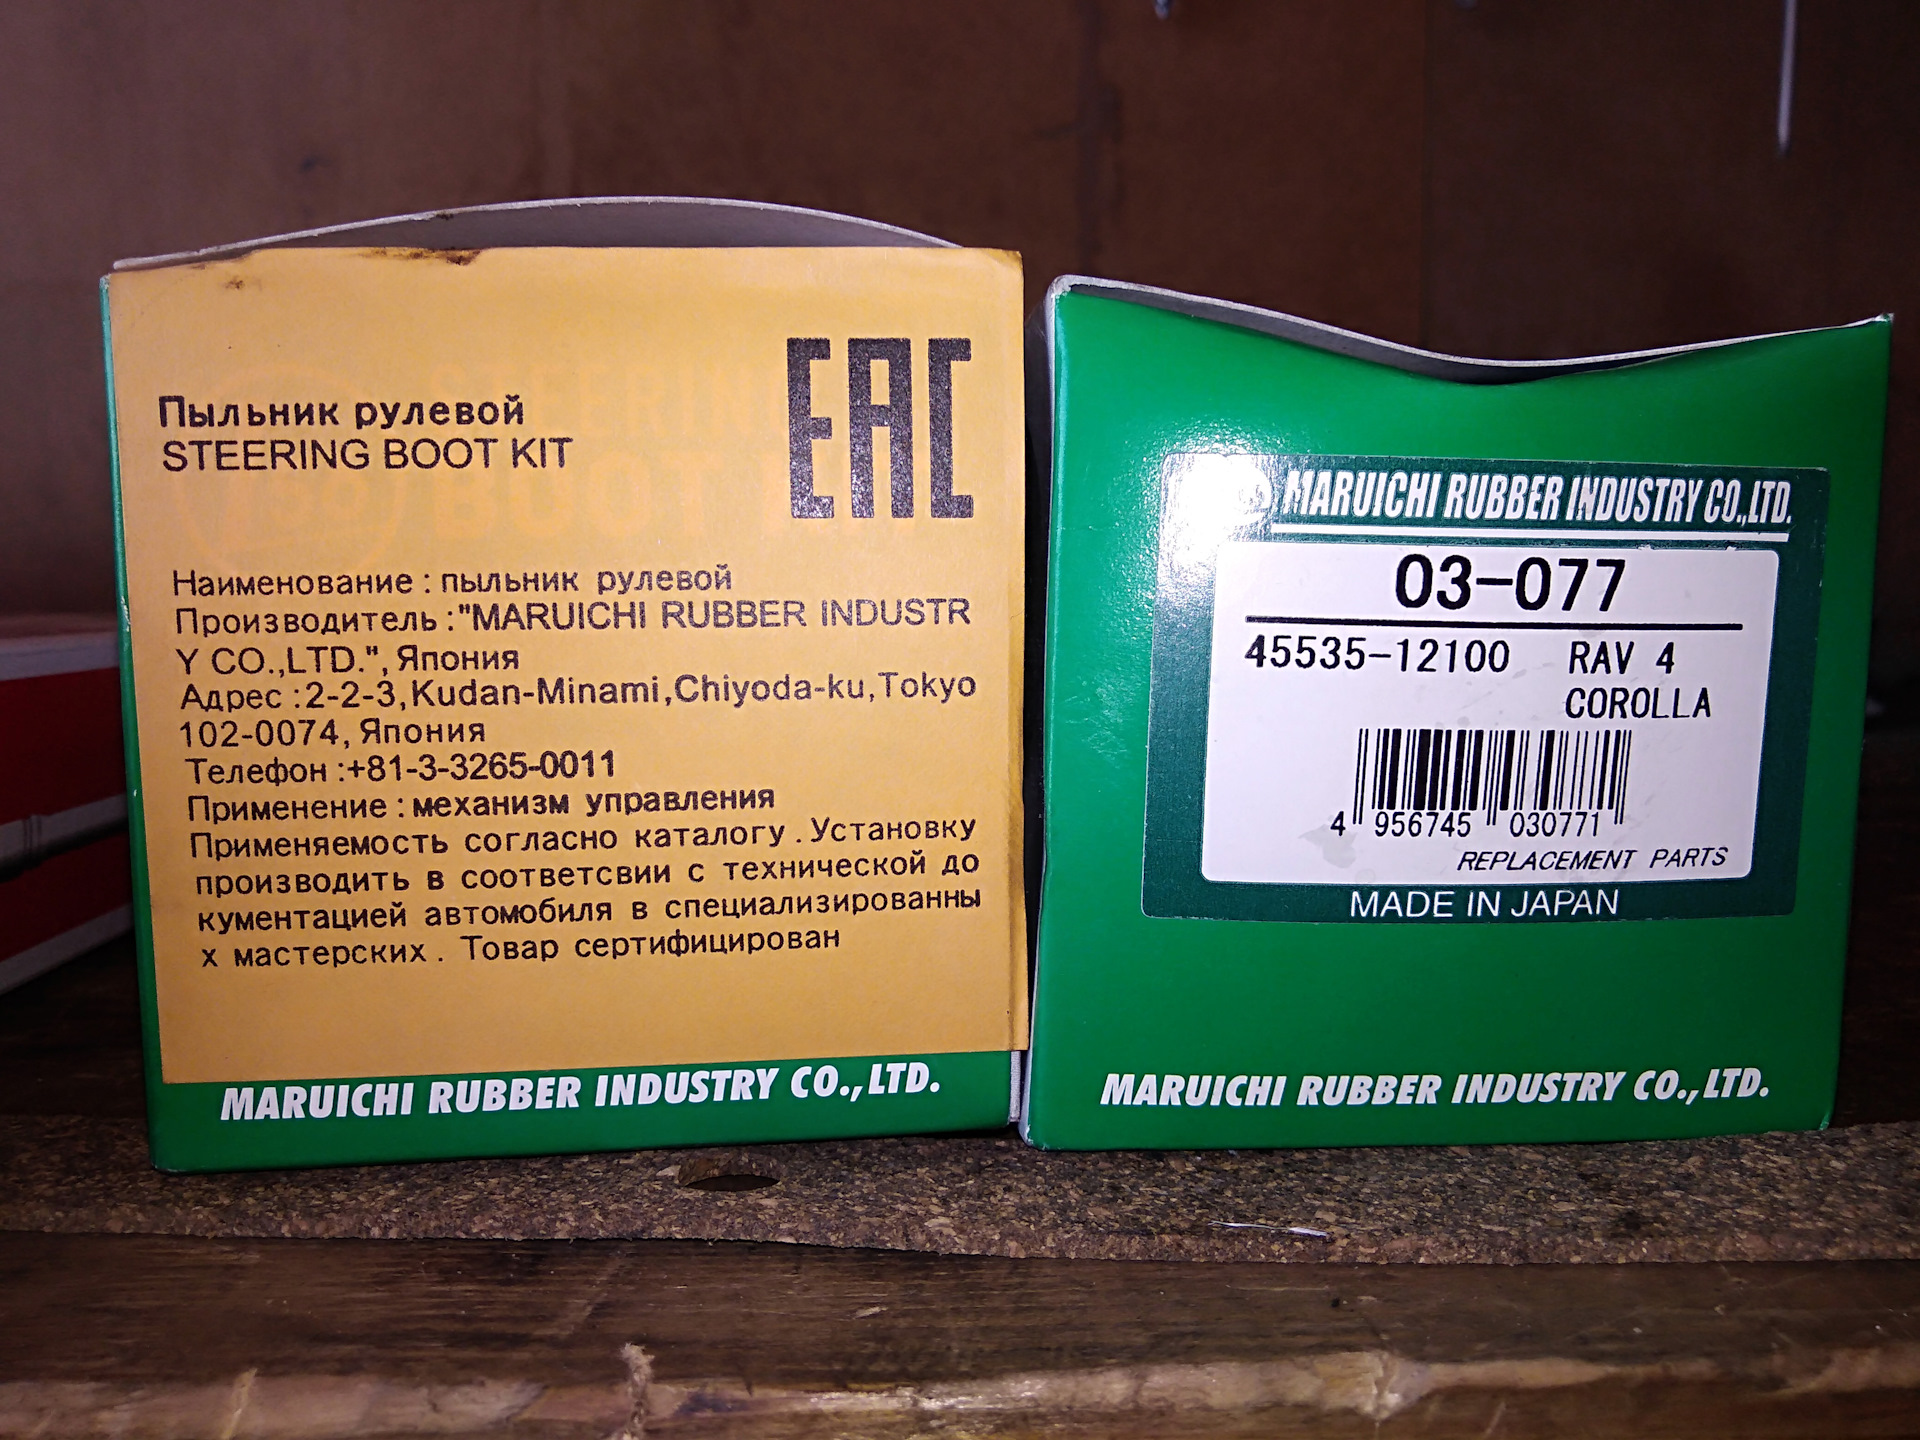 Пыльник рулевой
STEERING BOOT KIT
EAC
Наименование : пыльник рулевой
Производитель :"MARUICHI RUBBER INDUSTR
Y CO.,LTD.", Япония
Адрес :2-2-3,Kudan-Minami,Chiyoda-ku,Tokyo
102-0074, Япония
Телефон :+81-3-3265-0011
Применение : механизм управления
Применяемость согласно каталогу . Установку
производить в соответсвии с технической до
кументацией автомобиля в специализированны
х мастерских . Товар сертифицирован
MARUICHI RUBBER INDUSTRY CO.,LTD.
MARUICHI RUBBER INDUSTRY CO.,LTD.
03-077
45535-12100 RAV 4
COROLLA
4 956745 030771
REPLACEMENT PARTS
MADE IN JAPAN
MARUICHI RUBBER INDUSTRY CO.,LTD.